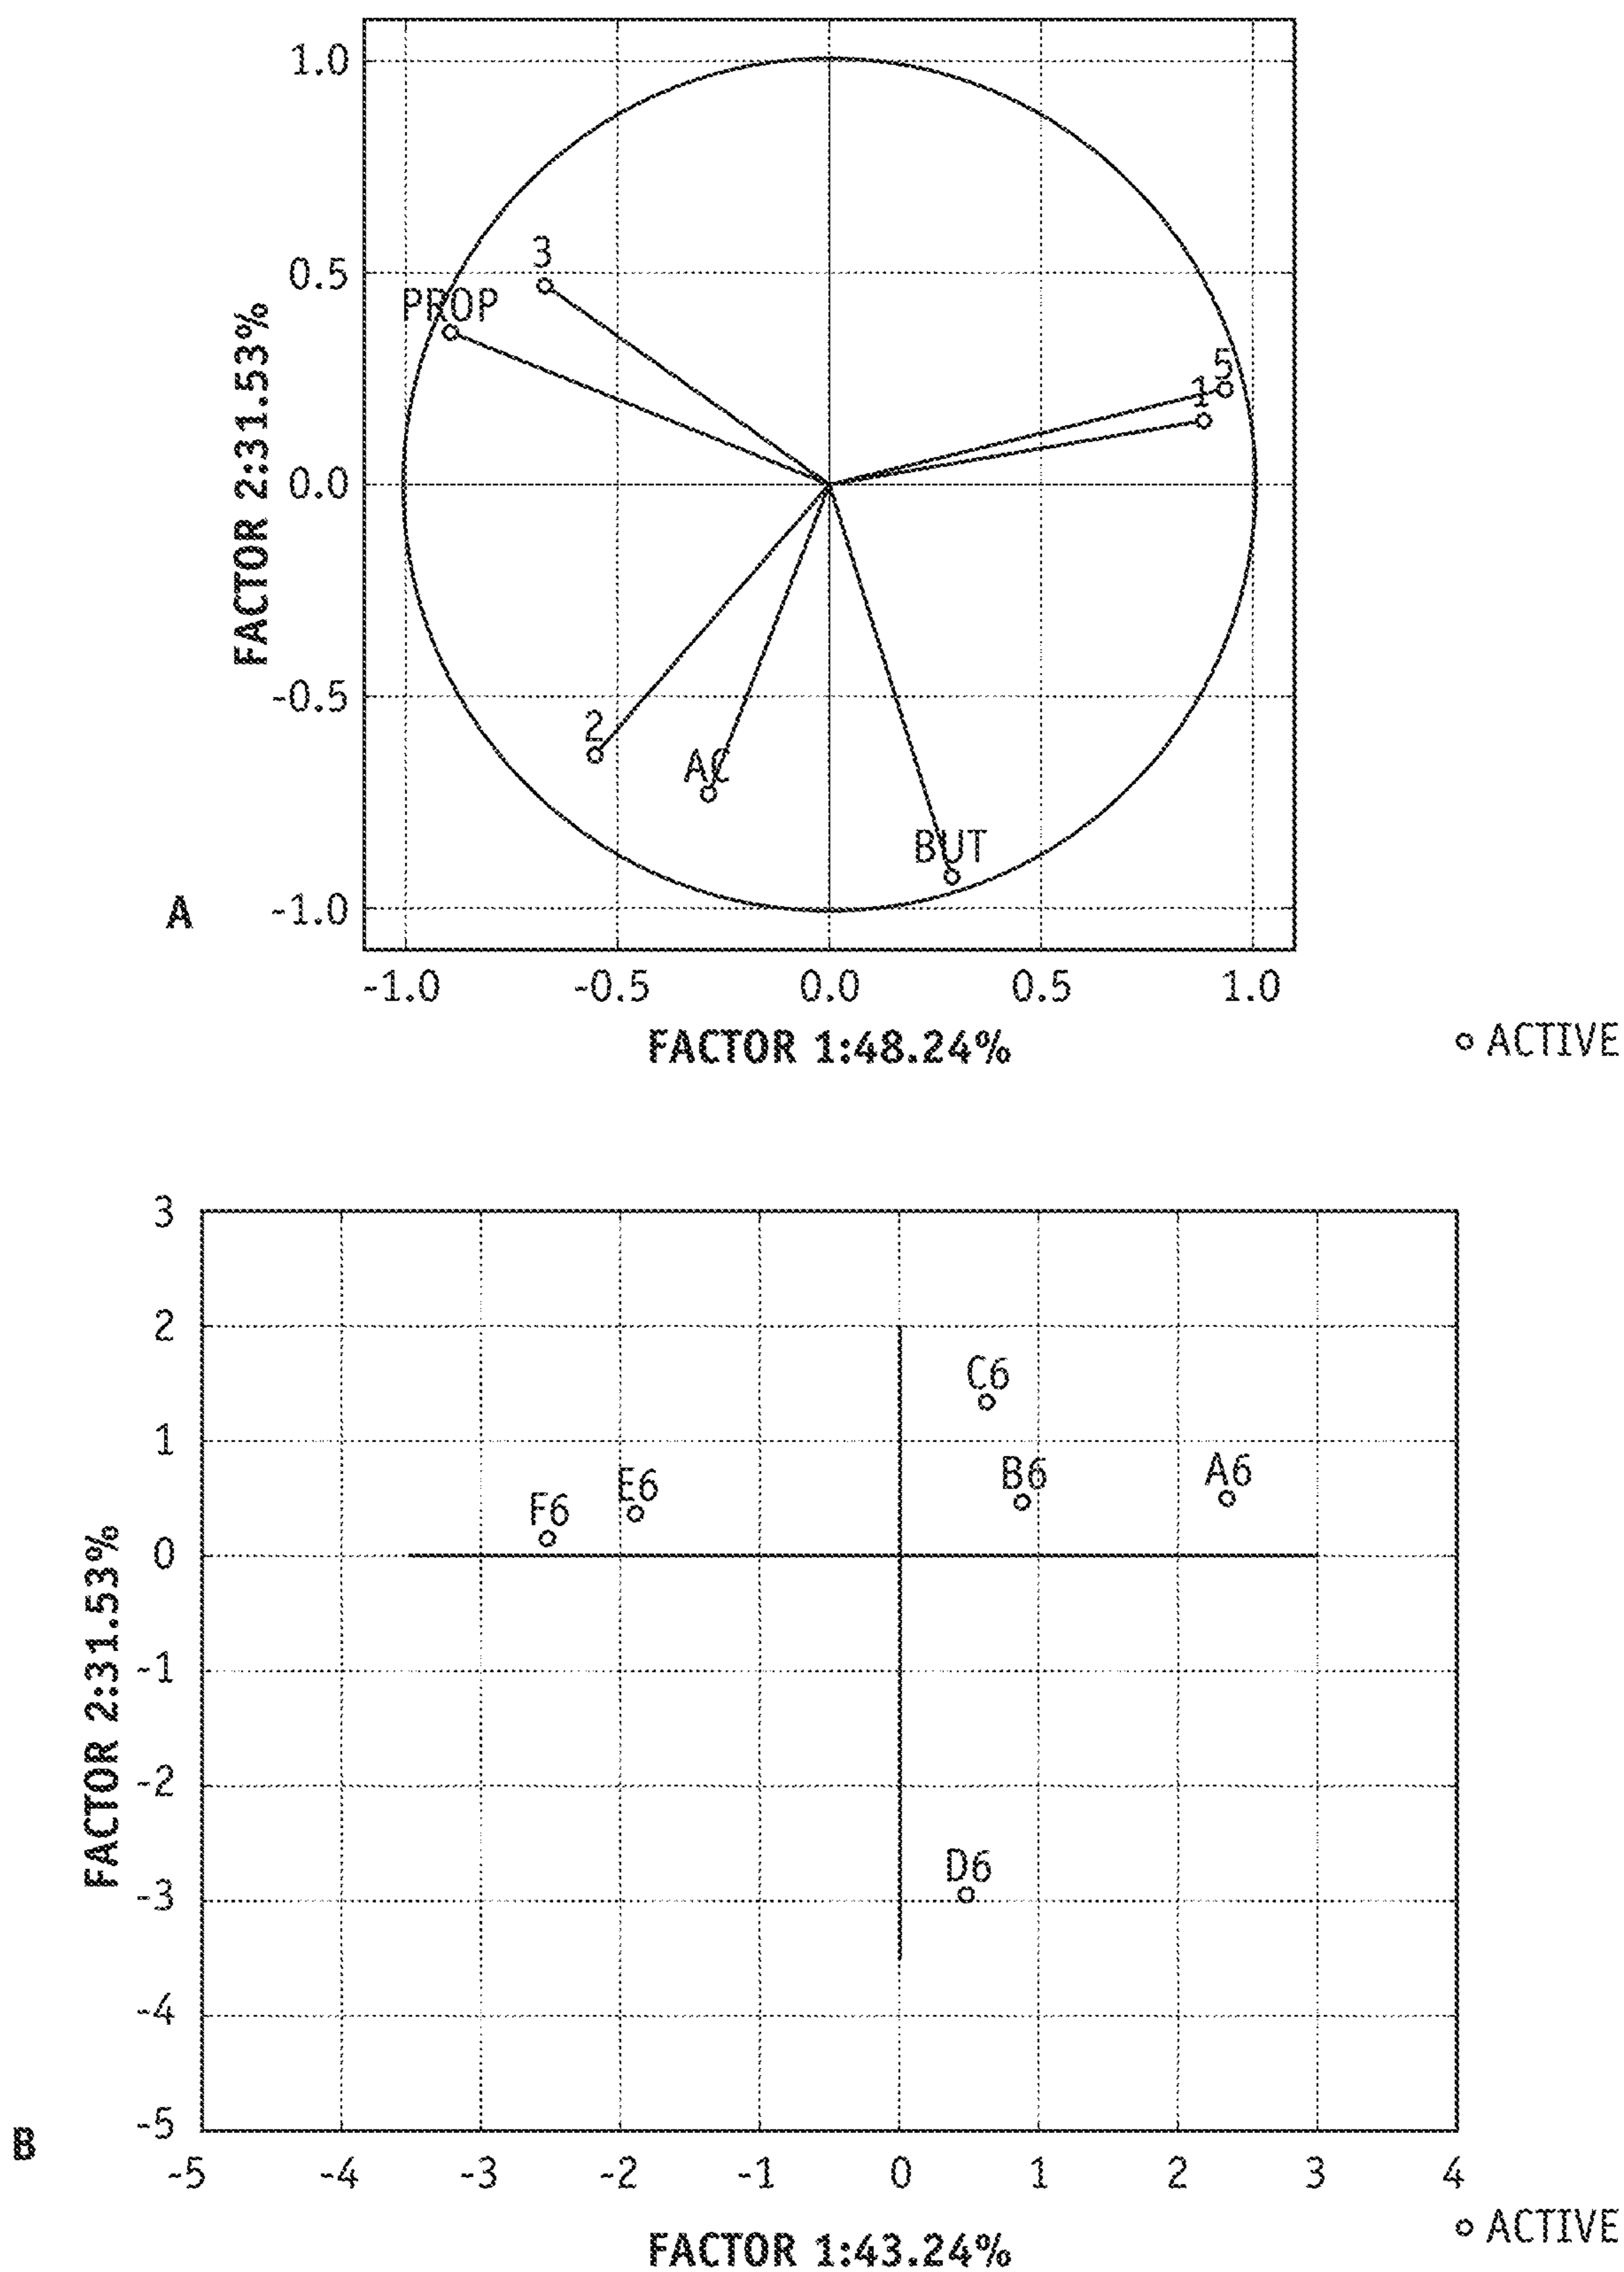 1.0
3
0.5
PROP
5
1
0.0
FACTOR 2:31.53%
-0.5
2
AC
BUT
A
-1.0
-1.0 -0.5 0.0 0.5 1.0
FACTOR 1:48.24%
ACTIVE
3
2
C6
1
B6
A6
E6
F6
0
FACTOR 2:31.53%
-1
-2
D6
-3
-4
-5
B
-5 -4 -3 -2 -1 0 1 2 3 4
ACTIVE
FACTOR 1:43.24%